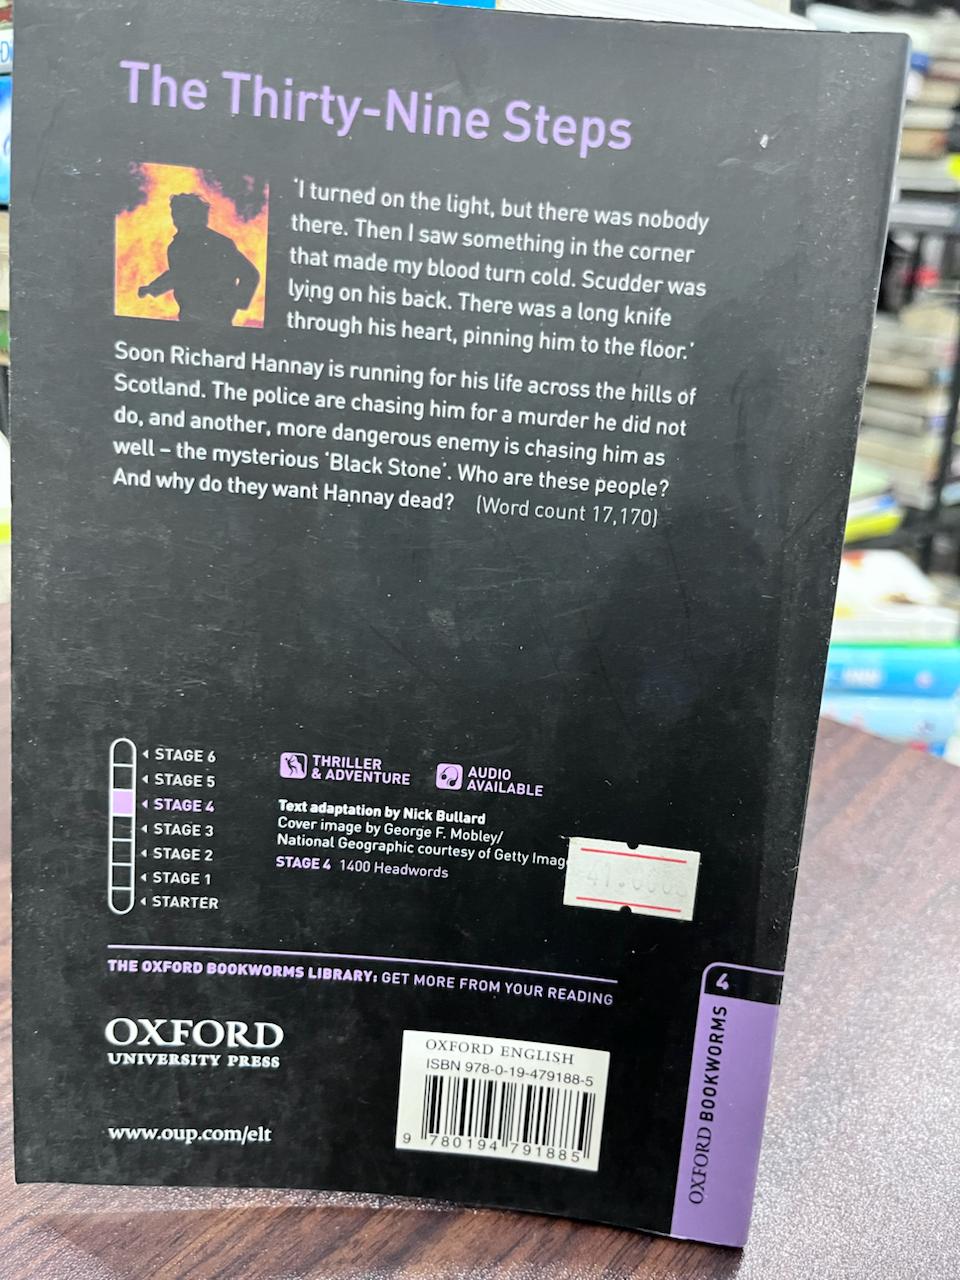 The Thirty-Nine Steps
'I turned on the light, but there was nobody
there. Then I saw something in the corner
that made my blood turn cold. Scudder was
lying on his back. There was a long knife
through his heart, pinning him to the floor.'
Soon Richard Hannay is running for his life across the hills of
Scotland. The police are chasing him for a murder he did not
do, and another, more dangerous enemy is chasing him as
well – the mysterious 'Black Stone'. Who are these people?
And why do they want Hannay dead? (Word count 17,170)
STAGE 6
STAGE 5
STAGE 4
STAGE 3
STAGE 2
STAGE 1
STARTER
THRILLER
& ADVENTURE
AUDIO
AVAILABLE
Text adaptation by Nick Bullard
Cover image by George F. Mobley/
National Geographic courtesy of Getty Imag
STAGE 4 1400 Headwords
THE OXFORD BOOKWORMS LIBRARY: GET MORE FROM YOUR READING
OXFORD
UNIVERSITY PRESS
www.oup.com/elt
OXFORD ENGLISH
ISBN 978-0-19-479188-5
9 780194 791885
4
OXFORD BOOKWORMS